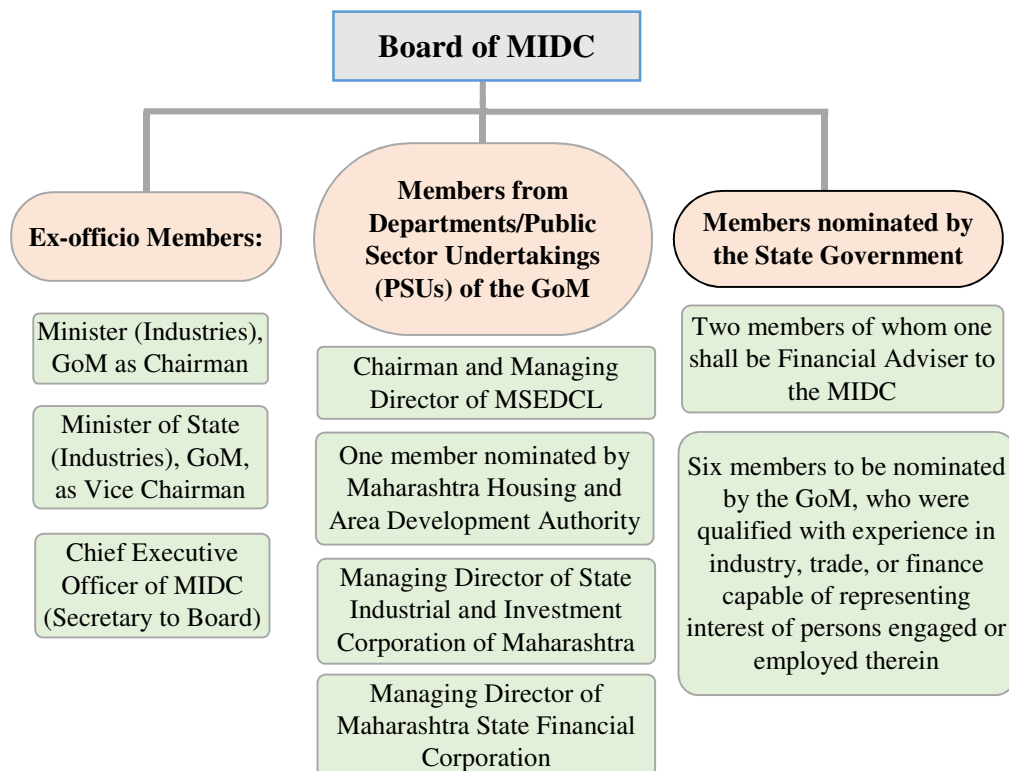 Board of MIDC
Ex-officio Members:
Minister (Industries),
GoM as Chairman
Minister of State
(Industries), GoM,
as Vice Chairman
Chief Executive
Officer of MIDC
(Secretary to Board)
Members from
Departments/Public
Sector Undertakings
(PSUs) of the GoM
Chairman and Managing
Director of MSEDCL
One member nominated by
Maharashtra Housing and
Area Development Authority
Managing Director of State
Industrial and Investment
Corporation of Maharashtra
Managing Director of
Maharashtra State Financial
Corporation
Members nominated by
the State Government
Two members of whom one
shall be Financial Adviser to
the MIDC
Six members to be nominated
by the GoM, who were
qualified with experience in
industry, trade, or finance
capable of representing
interest of persons engaged or
employed therein